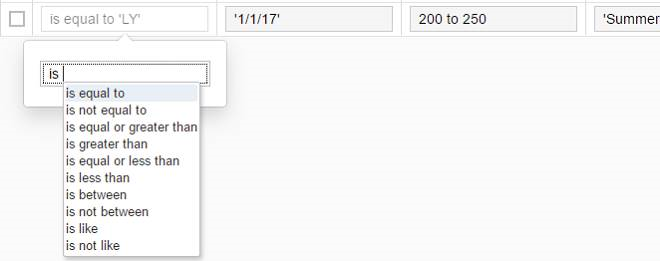 is equal to 'LY' '1/1/17' 200 to 250 'Summer
is
is equal to
is not equal to
is equal or greater than
is greater than
is equal or less than
is less than
is between
is not between
is like
is not like